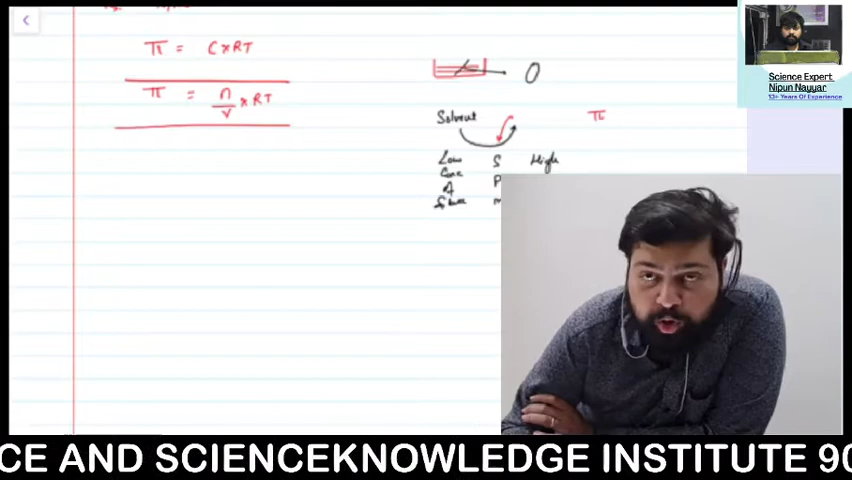 π = C×RT
π = n/V × RT
Solvent
π
Low S High
Conc P
of
m
Science Expert
Nipun Nayyar
13+ Years Of Experience
CE AND SCIENCEKNOWLEDGE INSTITUTE 90